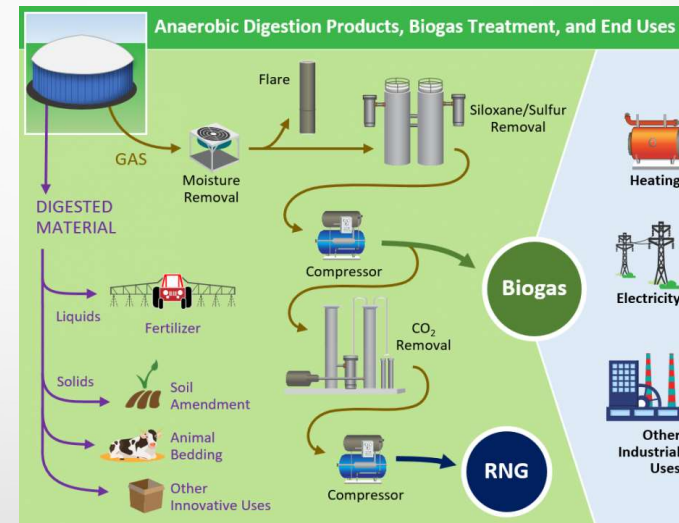 Anaerobic Digestion Products, Biogas Treatment, and End Uses
Flare
Siloxane/Sulfur
Removal
GAS
Moisture
Removal
Heating
DIGESTED
MATERIAL
Compressor
Biogas
Electricity
Liquids
Fertilizer
CO₂
Removal
Solids
Soil
Amendment
Animal
Bedding
Other
Industrial
Uses
Compressor
RNG
Other
Innovative Uses